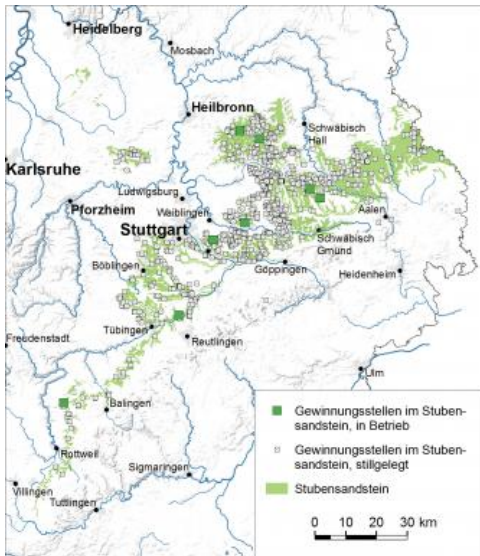 Heidelberg
Mosbach
Heilbronn
Schwäbisch
Hall
Karlsruhe
Ludwigsburg
Pforzheim
Waiblingen
Aalen
Stuttgart
Schwäbisch
Gmünd
Böblingen
Göppingen
Heidenheim
Tübingen
Freudenstadt
Reutlingen
Ulm
Balingen
Rottweil
Sigmaringen
Villingen
Tuttlingen
Gewinnungsstellen im Stuben-
sandstein, in Betrieb
Gewinnungsstellen im Stuben-
sandstein, stillgelegt
Stubensandstein
0 10 20 30 km